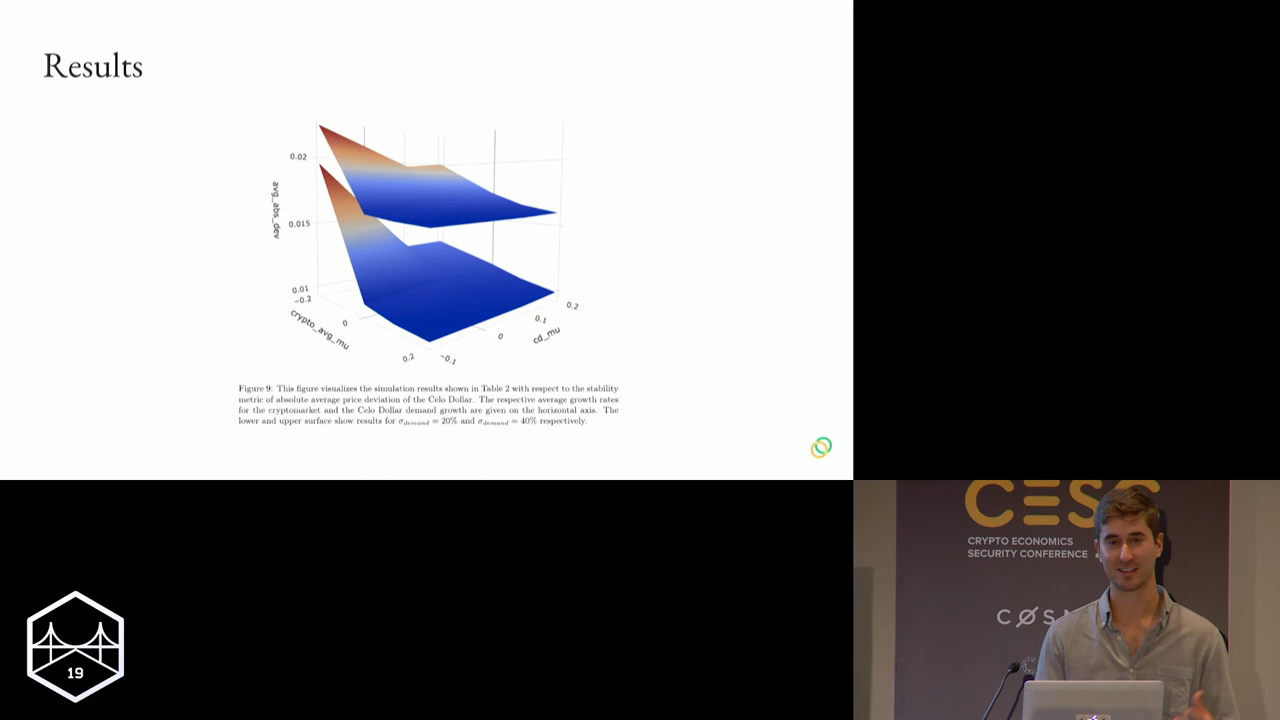 Results
0.02
0.015
0.01
avg_abs_dev
−0.2
0
0.2
crypto_avg_mu
−0.1
0
0.1
0.2
cd_mu
Figure 9: This figure visualizes the simulation results shown in Table 2 with respect to the stability
metric of absolute average price deviation of the Celo Dollar. The respective average growth rates
for the cryptomarket and the Celo Dollar demand growth are given on the horizontal axis. The
lower and upper surface show results for σdemand = 20% and σdemand = 40% respectively.
CESC
CRYPTO ECONOMICS
SECURITY CONFERENCE
19